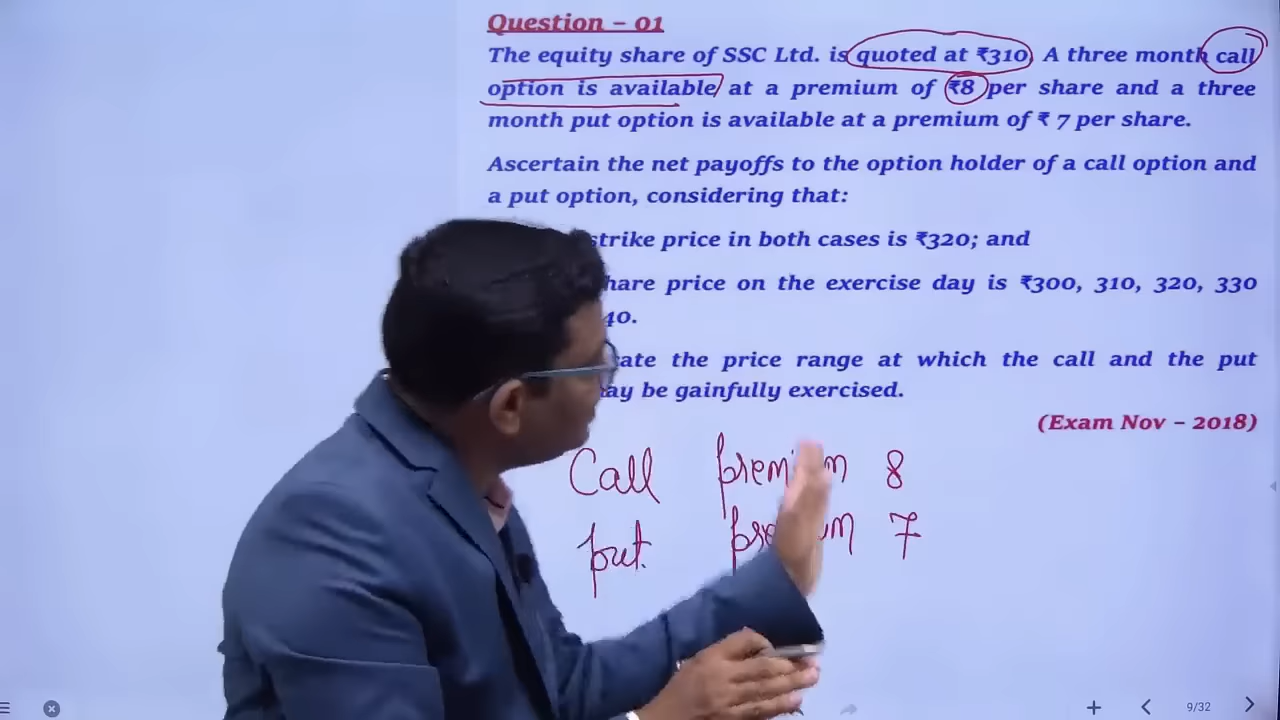 Question – 01
The equity share of SSC Ltd. is quoted at ₹310 A three month call
option is available at a premium of ₹8 per share and a three
month put option is available at a premium of ₹ 7 per share.
Ascertain the net payoffs to the option holder of a call option and
a put option, considering that:
strike price in both cases is ₹320; and
price on the exercise day is ₹300, 310, 320, 330
the price range at which the call and the put
be gainfully exercised.
(Exam Nov – 2018)
Call 8
put. 7
9/32